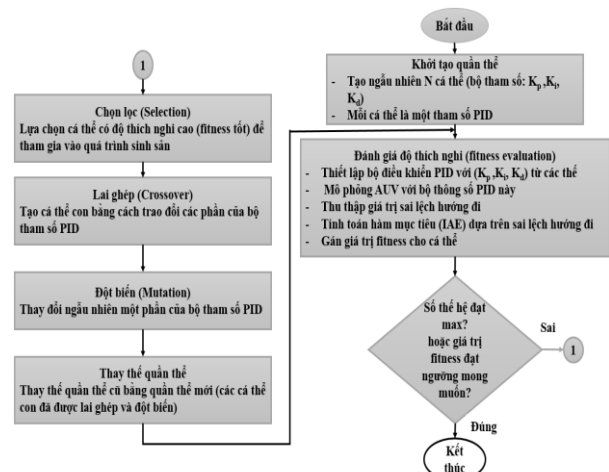 Bắt đầu
Khởi tạo quần thể
- Tạo ngẫu nhiên N cá thể (bộ tham số: Kp ,Ki,
Kd)
- Mỗi cá thể là một tham số PID
Đánh giá độ thích nghi (fitness evaluation)
- Thiết lập bộ điều khiển PID với (Kp ,Ki, Kd) từ các thể
- Mô phỏng AUV với bộ thông số PID này
- Thu thập giá trị sai lệch hướng đi
- Tính toán hàm mục tiêu (IAE) dựa trên sai lệch hướng đi
- Gán giá trị fitness cho cá thể
Số thế hệ đạt
max?
hoặc giá trị
fitness đạt
ngưỡng mong
muốn?
Sai
1
Đúng
Kết
thúc
1
Chọn lọc (Selection)
Lựa chọn cá thể có độ thích nghi cao (fitness tốt) để
tham gia vào quá trình sinh sản
Lai ghép (Crossover)
Tạo cá thể con bằng cách trao đổi các phần của bộ
tham số PID
Đột biến (Mutation)
Thay đổi ngẫu nhiên một phần của bộ tham số PID
Thay thế quần thể
Thay thế quần thể cũ bằng quần thể mới (các cá thể
con đã được lai ghép và đột biến)